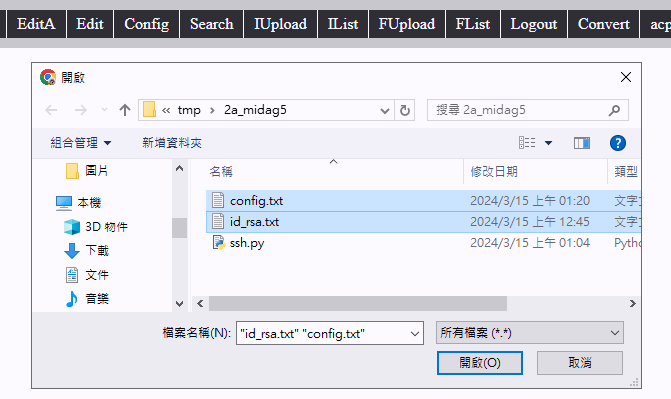 EditA Edit Config Search IUpload IList FUpload FList Logout Convert acp
開啟
« tmp > 2a_midag5 搜尋 2a_midag5
組合管理 新增資料夾
圖片
本機
3D 物件
下載
文件
音樂
名稱 修改日期 類型
config.txt 2024/3/15 上午 01:20 文字文
id_rsa.txt 2024/3/15 上午 12:45 文字文
ssh.py 2024/3/15 上午 01:04 Pytho
檔案名稱(N): "id_rsa.txt" "config.txt" 所有檔案 (*.*)
開啟(O) 取消